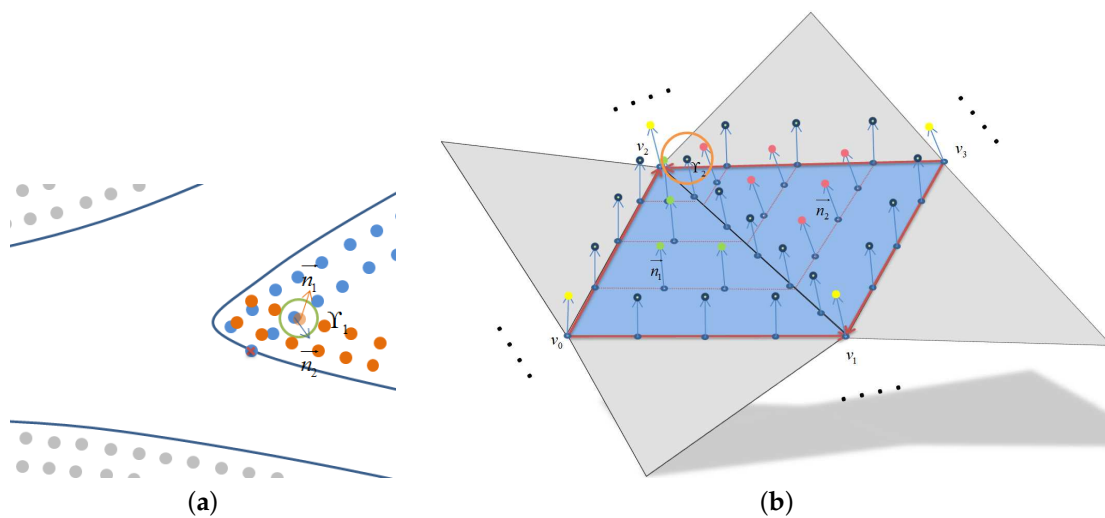 n₁
ϒ₁
n₂
(a)
v₂
ϒ₂
v₃
n₂
n₁
v₀
v₁
(b)